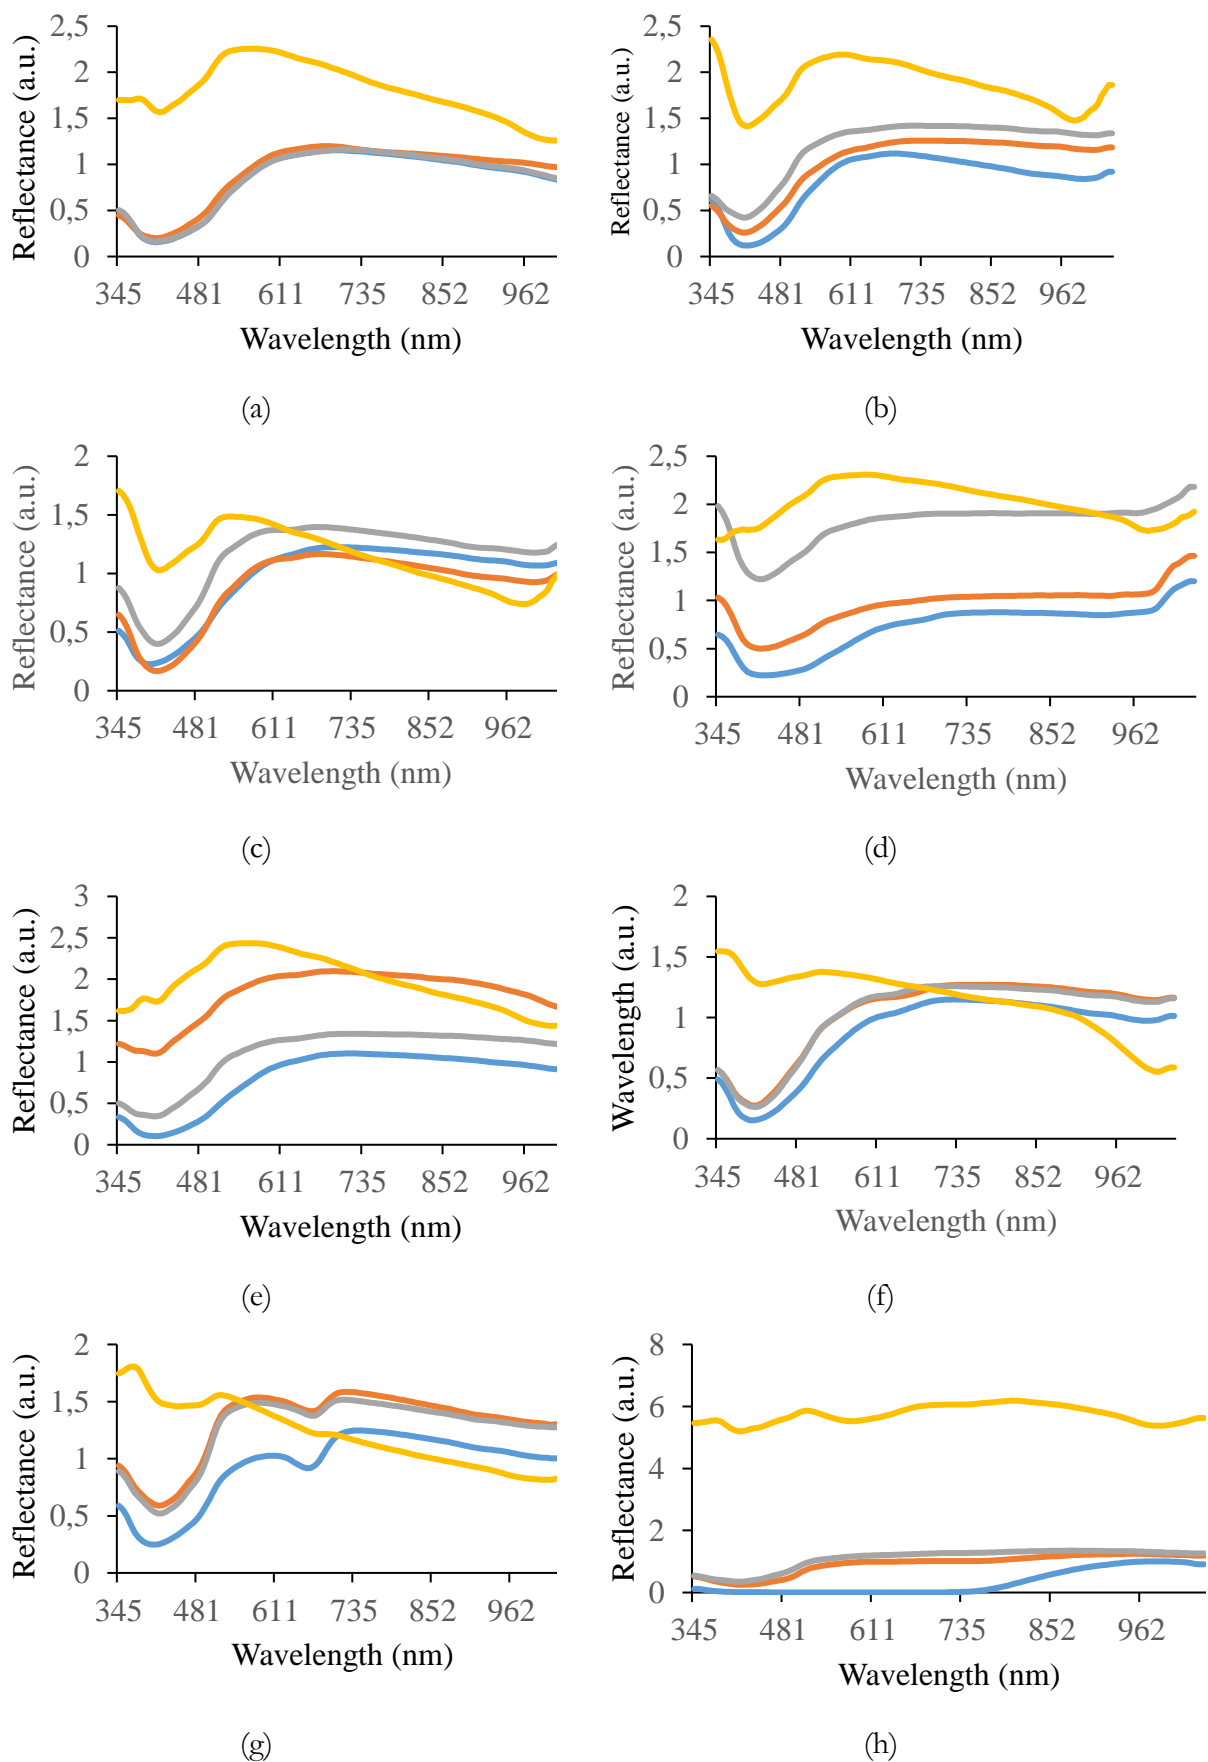 Reflectance (a.u.)
2,5
2
1,5
1
0,5
0
345 481 611 735 852 962
Wavelength (nm)
(a)
Reflectance (a.u.)
2,5
2
1,5
1
0,5
0
345 481 611 735 852 962
Wavelength (nm)
(b)
Reflectance (a.u.)
2
1,5
1
0,5
0
345 481 611 735 852 962
Wavelength (nm)
(c)
Reflectance (a.u.)
2,5
2
1,5
1
0,5
0
345 481 611 735 852 962
Wavelength (nm)
(d)
Reflectance (a.u.)
3
2,5
2
1,5
1
0,5
0
345 481 611 735 852 962
Wavelength (nm)
(e)
Wavelength (a.u.)
2
1,5
1
0,5
0
345 481 611 735 852 962
Wavelength (nm)
(f)
Reflectance (a.u.)
2
1,5
1
0,5
0
345 481 611 735 852 962
Wavelength (nm)
(g)
Reflectance (a.u.)
8
6
4
2
0
345 481 611 735 852 962
Wavelength (nm)
(h)